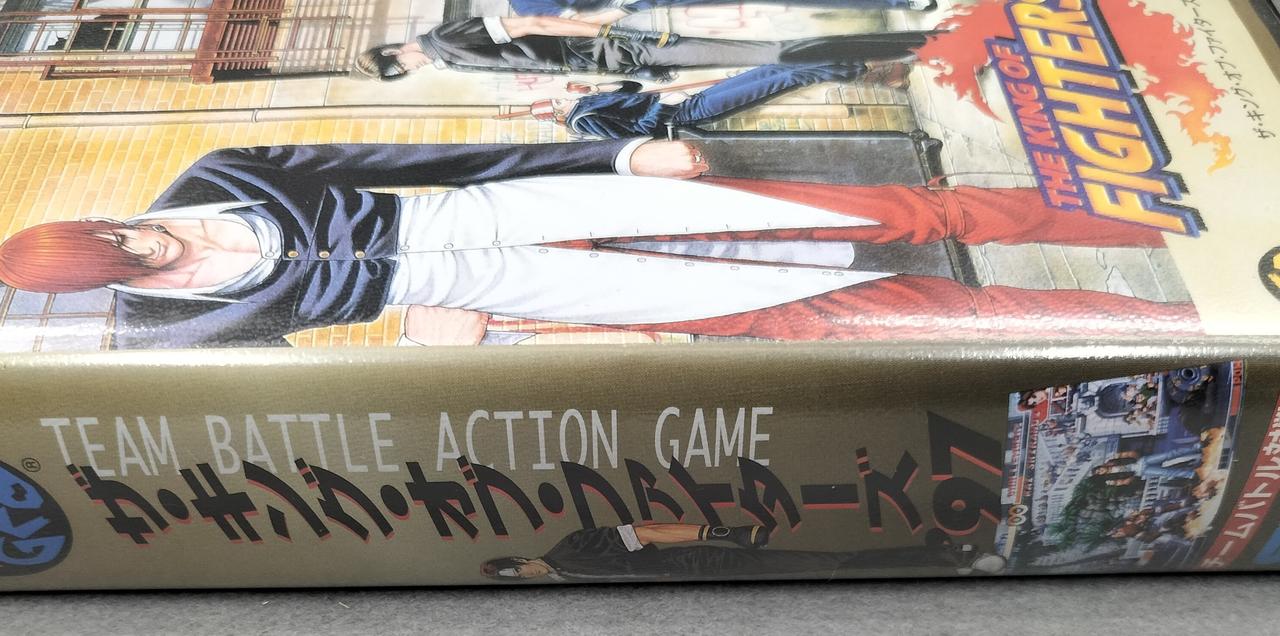 THE KING OF
FIGHTERS
ザ・キング・オブ・ファイターズ
TEAM BATTLE ACTION GAME
ザ・キング・オブ・ファイターズ'97
チームバトル
®